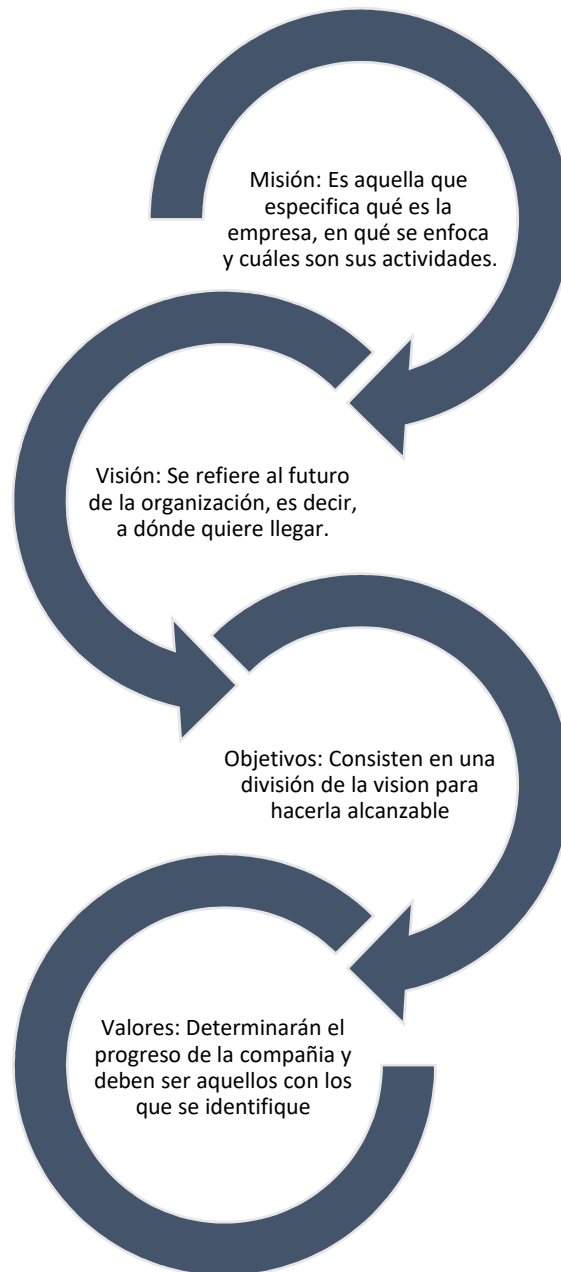 Misión: Es aquella que
especifica qué es la
empresa, en qué se enfoca
y cuáles son sus actividades.
Visión: Se refiere al futuro
de la organización, es decir,
a dónde quiere llegar.
Objetivos: Consisten en una
división de la vision para
hacerla alcanzable
Valores: Determinarán el
progreso de la compañia y
deben ser aquellos con los
que se identifique